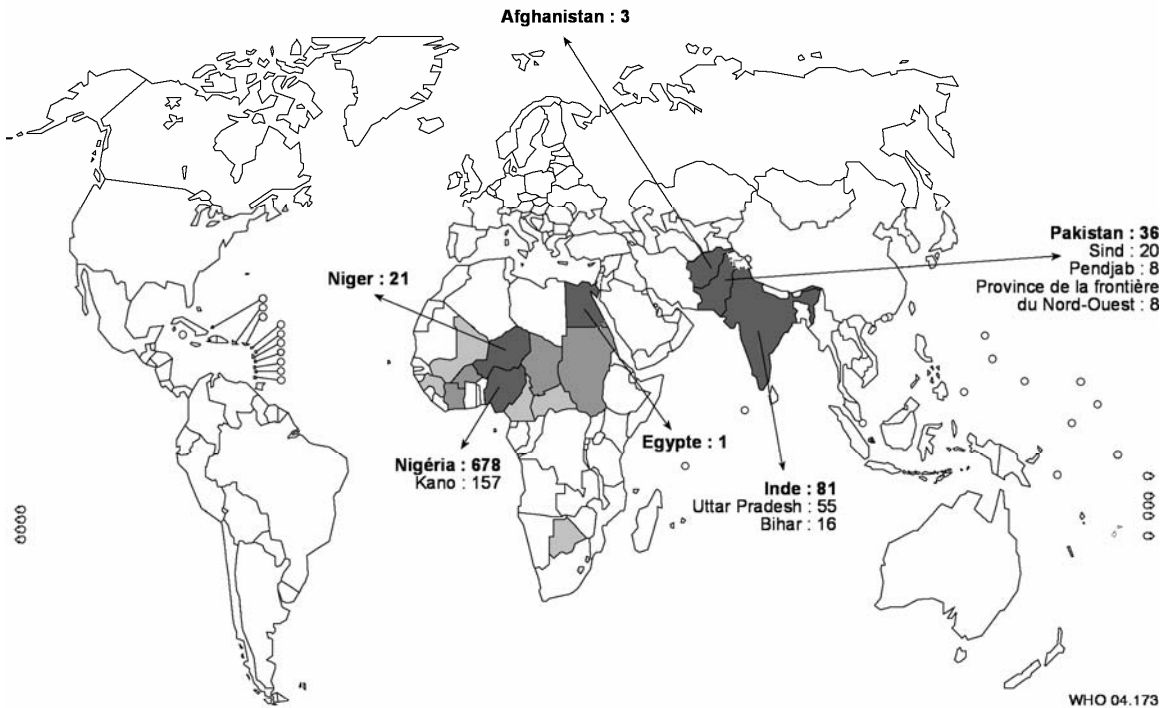 Afghanistan : 3
Pakistan : 36
Sind : 20
Pendjab : 8
Province de la frontière
du Nord-Ouest : 8
Niger : 21
Egypte : 1
Nigéria : 678
Kano : 157
Inde : 81
Uttar Pradesh : 55
Bihar : 16
WHO 04.173